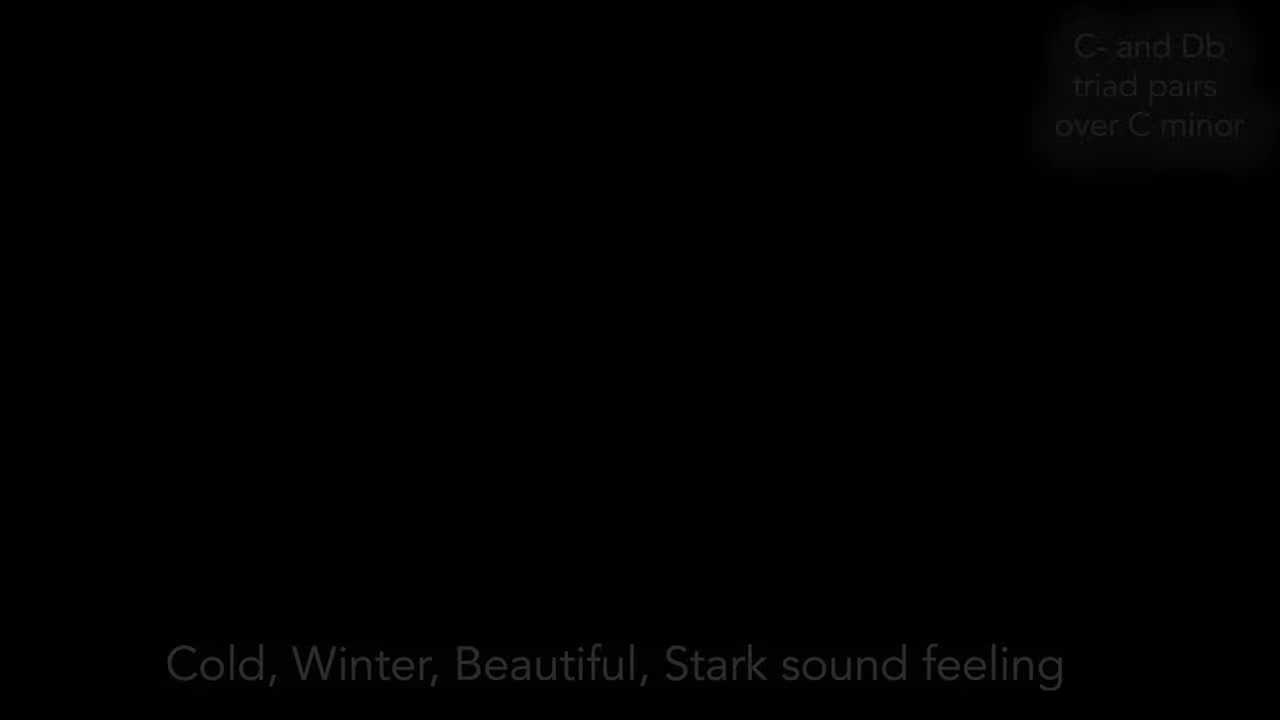 C- and Db
triad pairs
over C minor
Cold, Winter, Beautiful, Stark sound feeling